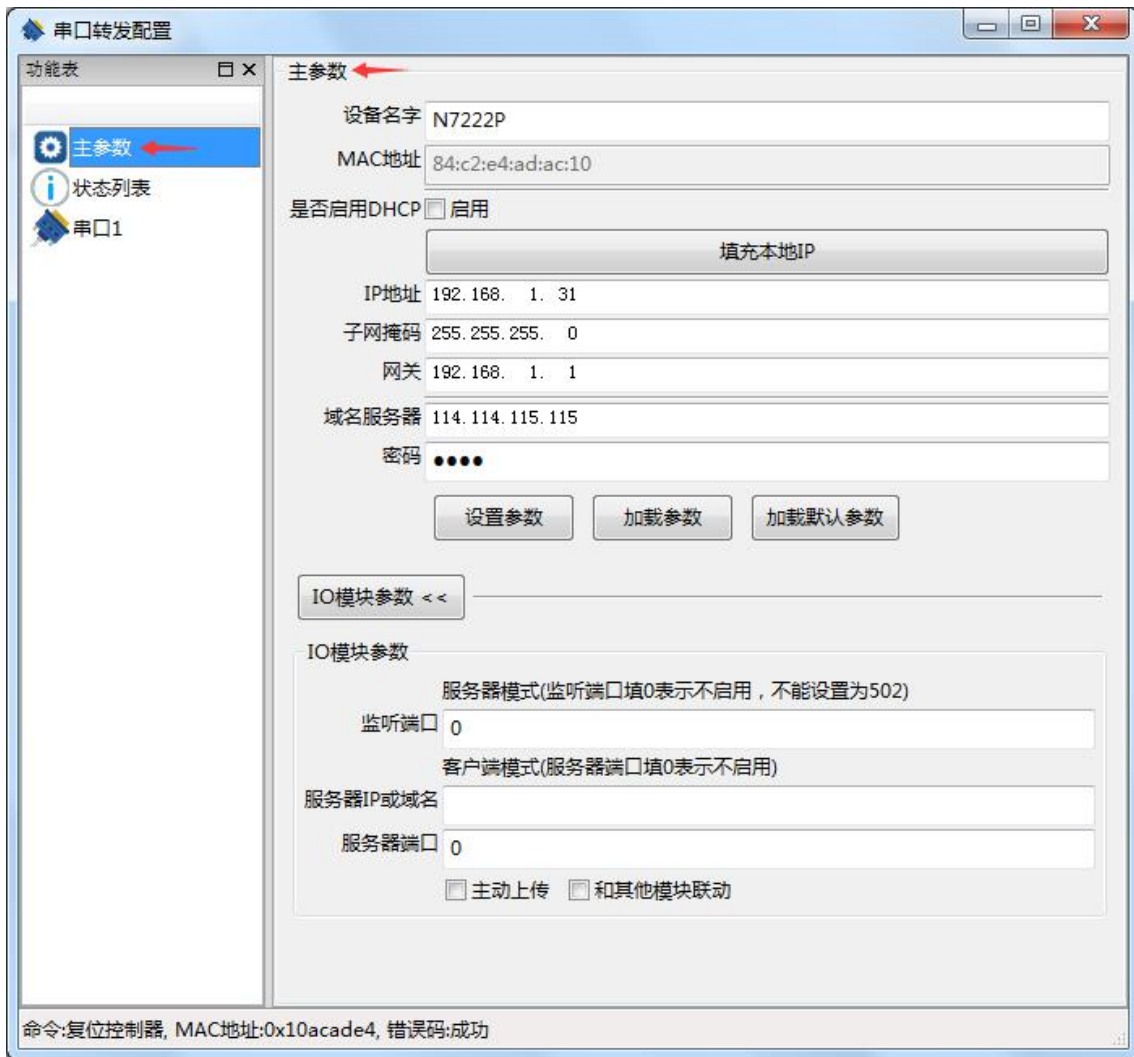 串口转发配置
功能表
主参数
状态列表
串口1
主参数
设备名字 N7222P
MAC地址 84:c2:e4:ad:ac:10
是否启用DHCP 启用
填充本地IP
IP地址 192.168. 1. 31
子网掩码 255.255.255. 0
网关 192.168. 1. 1
域名服务器 114.114.115.115
密码 ●●●●
设置参数 加载参数 加载默认参数
IO模块参数 <<
IO模块参数
服务器模式(监听端口填0表示不启用，不能设置为502)
监听端口 0
客户端模式(服务器端口填0表示不启用)
服务器IP或域名
服务器端口 0
主动上传 和其他模块联动
命令:复位控制器, MAC地址:0x10acade4, 错误码:成功